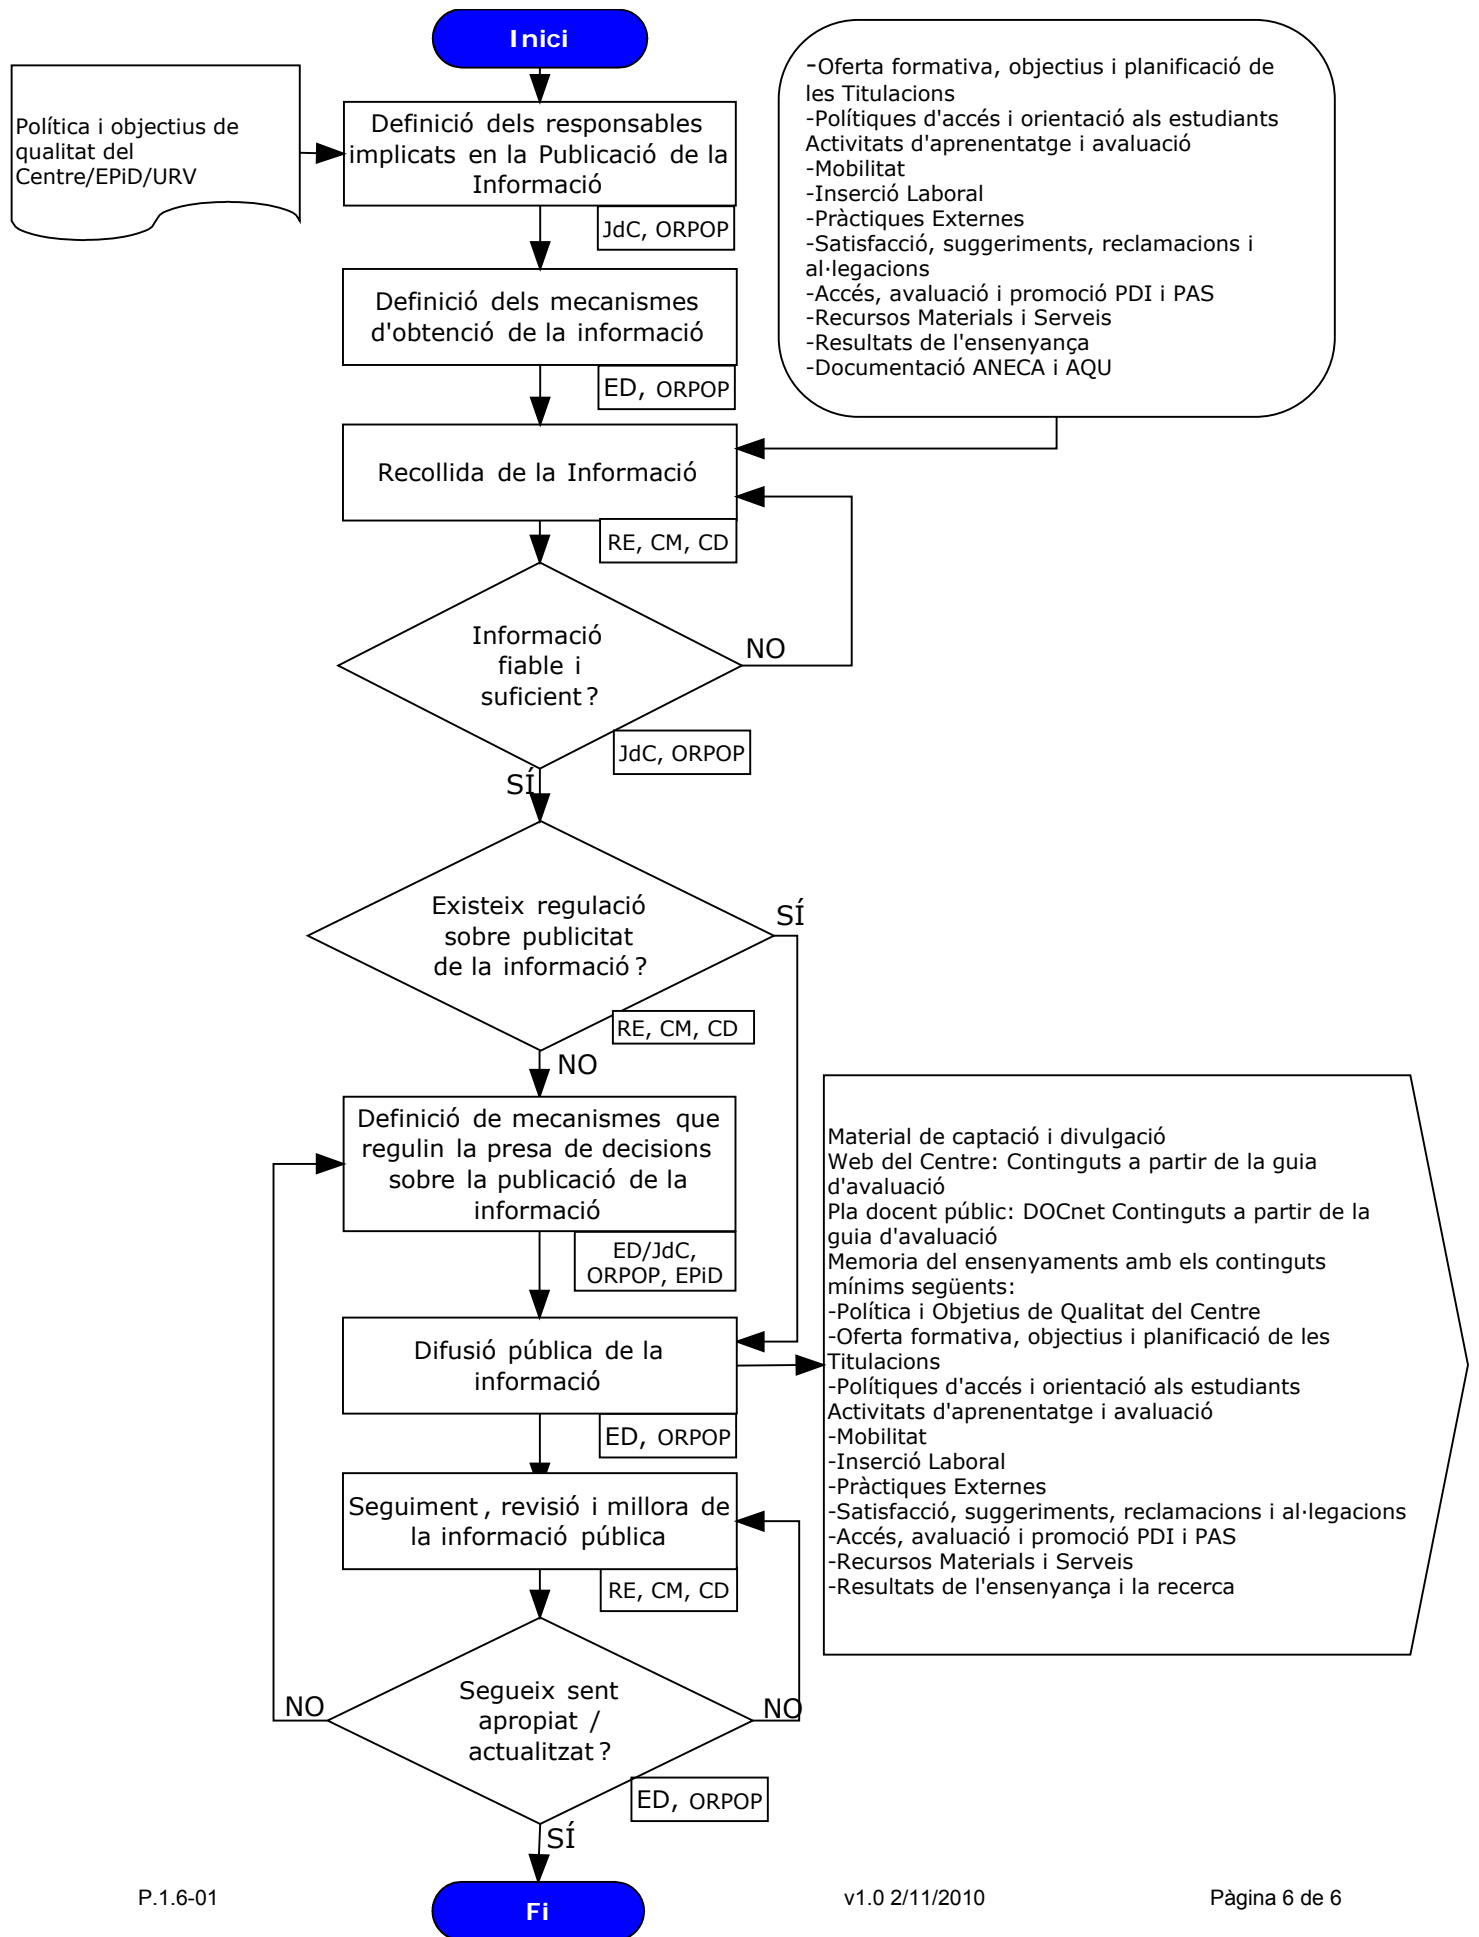 Inici
Política i objectius de
qualitat del
Centre/EPiD/URV
Definició dels responsables
implicats en la Publicació de la
Informació
JdC, ORPOP
-Oferta formativa, objectius i planificació de
les Titulacions
-Polítiques d'accés i orientació als estudiants
Activitats d'aprenentatge i avaluació
-Mobilitat
-Inserció Laboral
-Pràctiques Externes
-Satisfacció, suggeriments, reclamacions i
al·legacions
-Accés, avaluació i promoció PDI i PAS
-Recursos Materials i Serveis
-Resultats de l'ensenyança
-Documentació ANECA i AQU
Definició dels mecanismes
d'obtenció de la informació
ED, ORPOP
Recollida de la Informació
RE, CM, CD
Informació
fiable i
suficient?
NO
JdC, ORPOP
SÍ
Existeix regulació
sobre publicitat
de la informació?
SÍ
RE, CM, CD
NO
Definició de mecanismes que
regulin la presa de decisions
sobre la publicació de la
informació
ED/JdC,
ORPOP, EPiD
Difusió pública de la
informació
ED, ORPOP
Material de captació i divulgació
Web del Centre: Continguts a partir de la guia
d'avaluació
Pla docent públic: DOCnet Continguts a partir de la
guia d'avaluació
Memoria del ensenyaments amb els continguts
mínims següents:
-Política i Objetius de Qualitat del Centre
-Oferta formativa, objectius i planificació de les
Titulacions
-Polítiques d'accés i orientació als estudiants
Activitats d'aprenentatge i avaluació
-Mobilitat
-Inserció Laboral
-Pràctiques Externes
-Satisfacció, suggeriments, reclamacions i al·legacions
-Accés, avaluació i promoció PDI i PAS
-Recursos Materials i Serveis
-Resultats de l'ensenyança i la recerca
Seguiment, revisió i millora de
la informació pública
RE, CM, CD
NO
Segueix sent
apropiat /
actualitzat?
NO
ED, ORPOP
SÍ
Fi
P.1.6-01
v1.0 2/11/2010
Pàgina 6 de 6